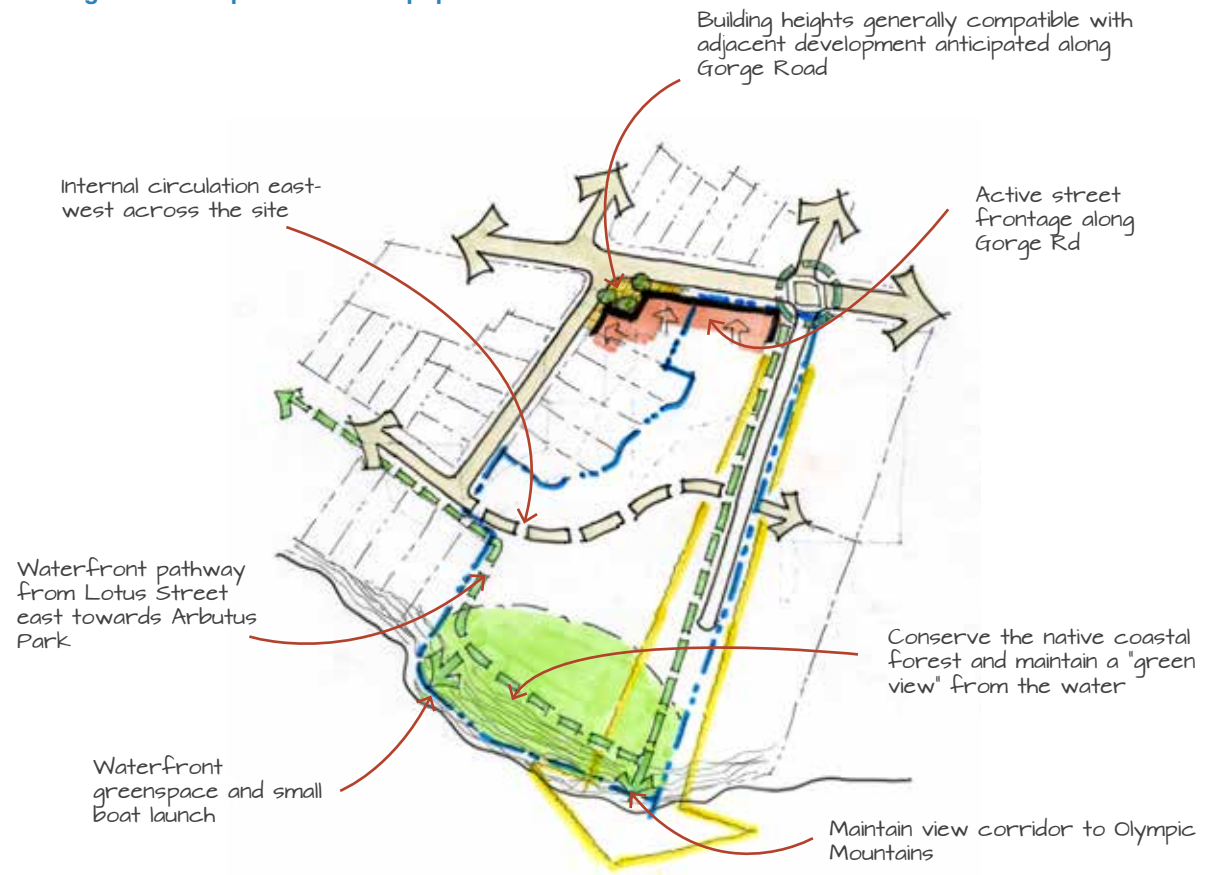 Building heights generally compatible with
adjacent development anticipated along
Gorge Road
Internal circulation east-
west across the site
Active street
frontage along
Gorge Rd
Waterfront pathway
from Lotus Street
east towards Arbutus
Park
Conserve the native coastal
forest and maintain a "green
view" from the water
Waterfront
greenspace and small
boat launch
Maintain view corridor to Olympic
Mountains